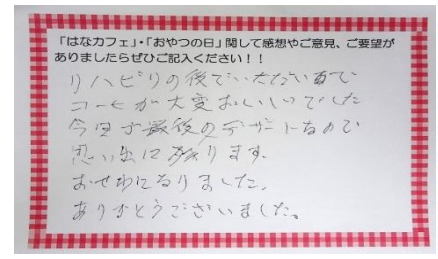 「はなカフェ」・「おやつの日」関して感想やご意見、ご要望が
ありましたらぜひご記入ください！！
リハビリの後でいただいたので
コーヒが大変おいしいでした
今日が最後のデザートなので
思い出に残ります。
おせわになりました。
ありがとうございました。